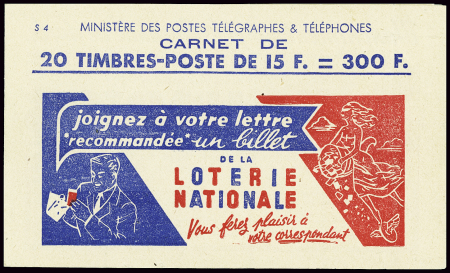 S 4 MINISTÈRE DES POSTES TÉLÉGRAPHES & TÉLÉPHONES
CARNET DE
20 TIMBRES-POSTE DE 15 F. = 300 F.
joignez à votre lettre
"recommandée" un billet
DE LA
LOTERIE
NATIONALE
Vous ferez plaisir à
votre correspondant